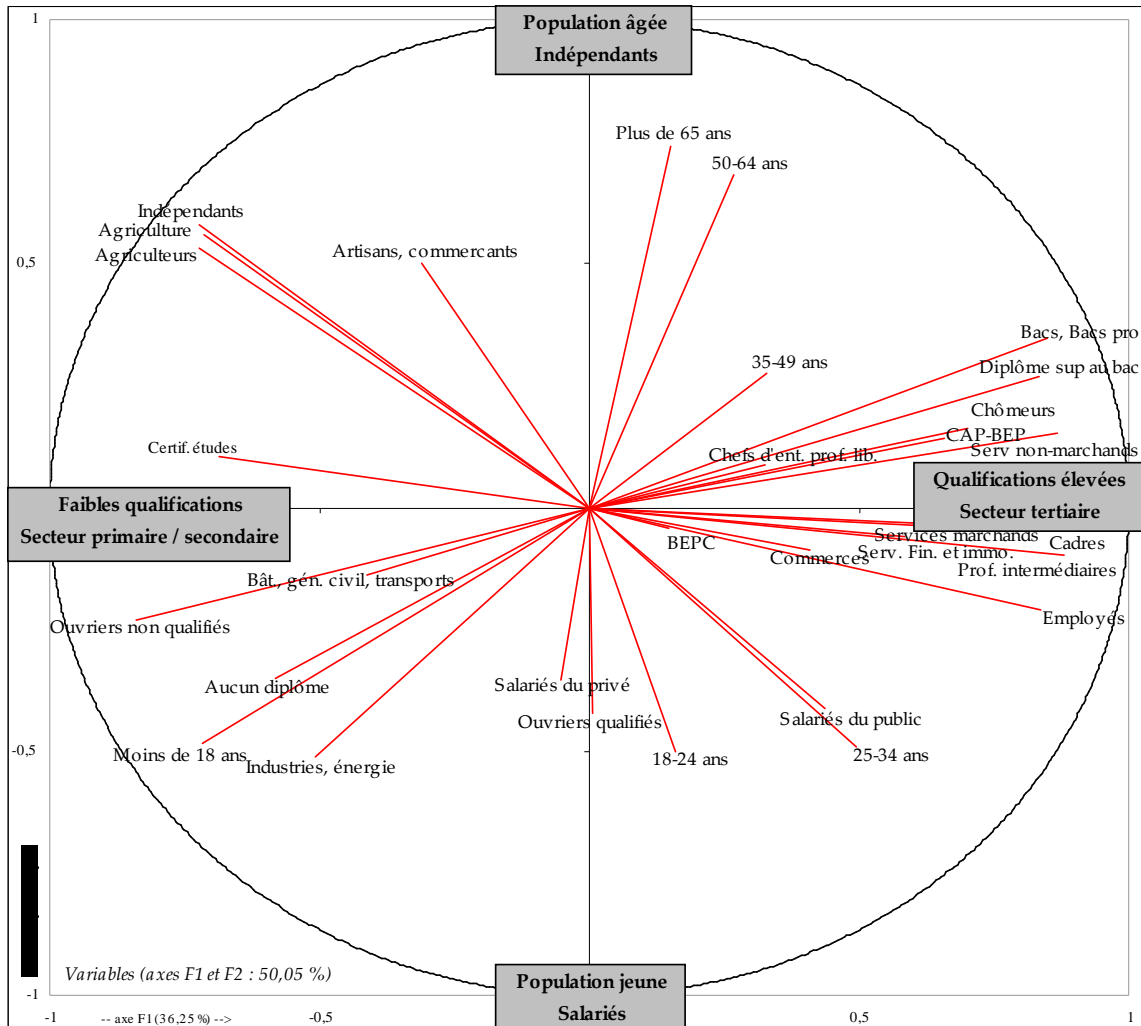 1
Population âgée
Indépendants
Plus de 65 ans
50-64 ans
Indépendants
Agriculture
Agriculteurs
Artisans, commercants
0,5
Bacs, Bacs pro
35-49 ans
Diplôme sup au bac
Chômeurs
CAP-BEP
Certif. études
Serv non-marchands
Chefs d'ent. prof. lib.
Faibles qualifications
Secteur primaire / secondaire
Qualifications élevées
Secteur tertiaire
-0,5
0,5
BEPC
Services marchands
Cadres
Commerces
Serv. Fin. et immo.
Prof. intermédiaires
Bât., gén. civil, transports
Employés
Ouvriers non qualifiés
Aucun diplôme
Salariés du privé
Ouvriers qualifiés
Salariés du public
Moins de 18 ans
Industries, énergie
18-24 ans
25-34 ans
-0,5
Variables (axes F1 et F2 : 50,05 %)
Population jeune
Salariés
-1
-1
-- axe F1 (36,25 %) -->
-0,5
0,5
1